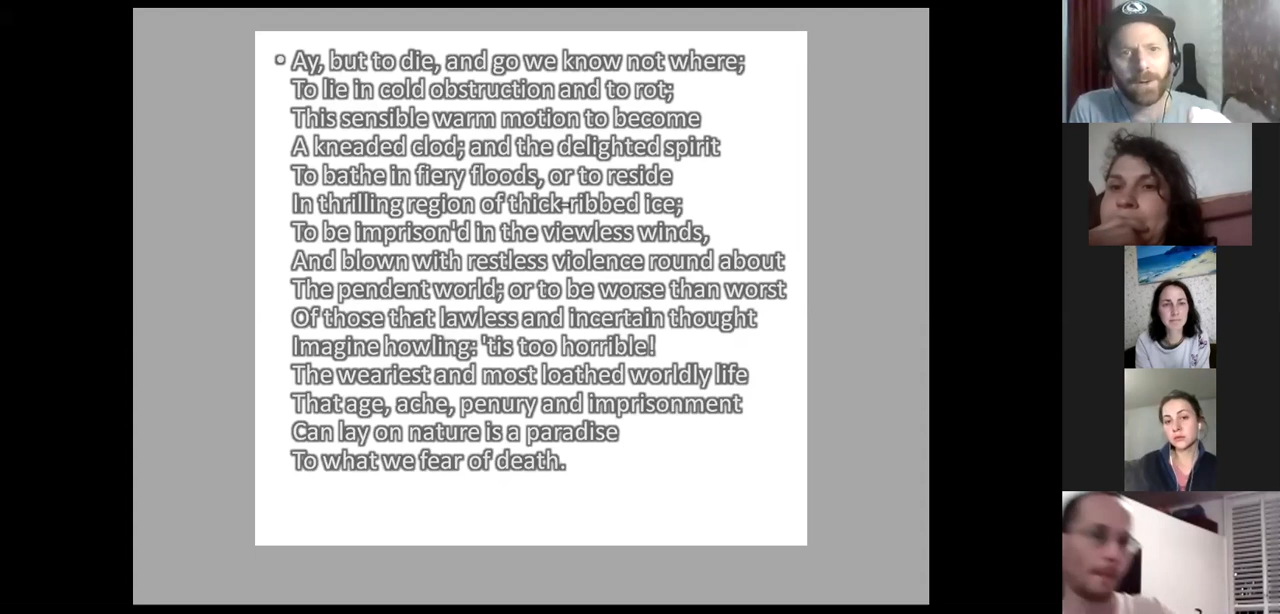 • Ay, but to die, and go we know not where;
To lie in cold obstruction and to rot;
This sensible warm motion to become
A kneaded clod; and the delighted spirit
To bathe in fiery floods, or to reside
In thrilling region of thick-ribbed ice;
To be imprison'd in the viewless winds,
And blown with restless violence round about
The pendent world; or to be worse than worst
Of those that lawless and incertain thought
Imagine howling: 'tis too horrible!
The weariest and most loathed worldly life
That age, ache, penury and imprisonment
Can lay on nature is a paradise
To what we fear of death.